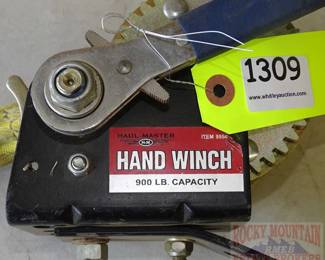 1309
www.whitleyauction.com
HAUL-MASTER
ITEM
HAND WINCH
900 LB. CAPACITY
ROCKY MOUNTAIN